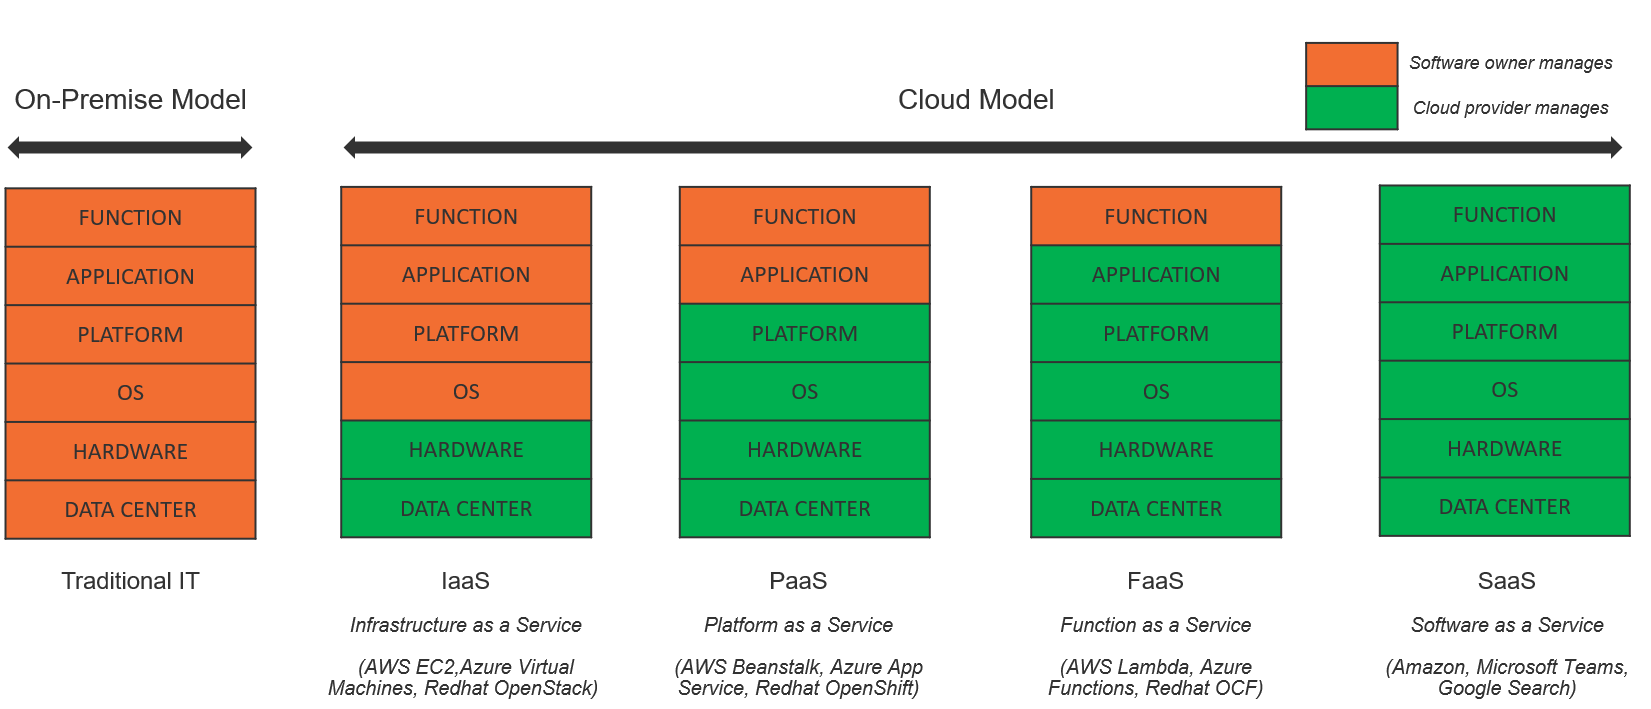 Software owner manages
On-Premise Model
Cloud Model
Cloud provider manages
FUNCTION
APPLICATION
PLATFORM
OS
HARDWARE
DATA CENTER
Traditional IT
FUNCTION
APPLICATION
PLATFORM
OS
HARDWARE
DATA CENTER
IaaS
Infrastructure as a Service
(AWS EC2,Azure Virtual
Machines, Redhat OpenStack)
FUNCTION
APPLICATION
PLATFORM
OS
HARDWARE
DATA CENTER
PaaS
Platform as a Service
(AWS Beanstalk, Azure App
Service, Redhat OpenShift)
FUNCTION
APPLICATION
PLATFORM
OS
HARDWARE
DATA CENTER
FaaS
Function as a Service
(AWS Lambda, Azure
Functions, Redhat OCF)
FUNCTION
APPLICATION
PLATFORM
OS
HARDWARE
DATA CENTER
SaaS
Software as a Service
(Amazon, Microsoft Teams,
Google Search)